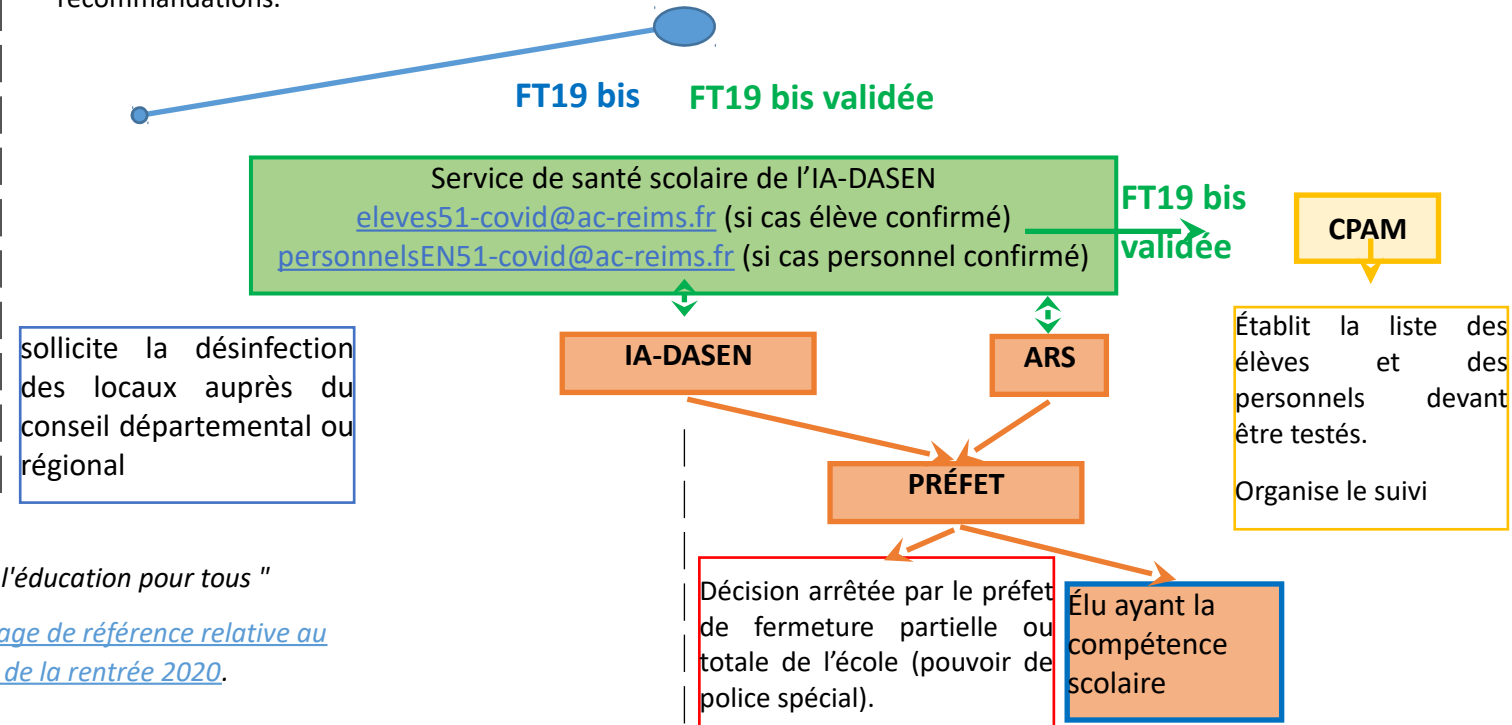 recommandations.
FT19 bis
FT19 bis validée
Service de santé scolaire de l’IA-DASEN
eleves51-covid@ac-reims.fr (si cas élève confirmé)
personnelsEN51-covid@ac-reims.fr (si cas personnel confirmé)
FT19 bis
validée
CPAM
Établit la liste des
élèves et des
personnels devant
être testés.
Organise le suivi
sollicite la désinfection
des locaux auprès du
conseil départemental ou
régional
IA-DASEN
ARS
PRÉFET
Décision arrêtée par le préfet
de fermeture partielle ou
totale de l’école (pouvoir de
police spécial).
Élu ayant la
compétence
scolaire
l'éducation pour tous "
age de référence relative au
de la rentrée 2020.